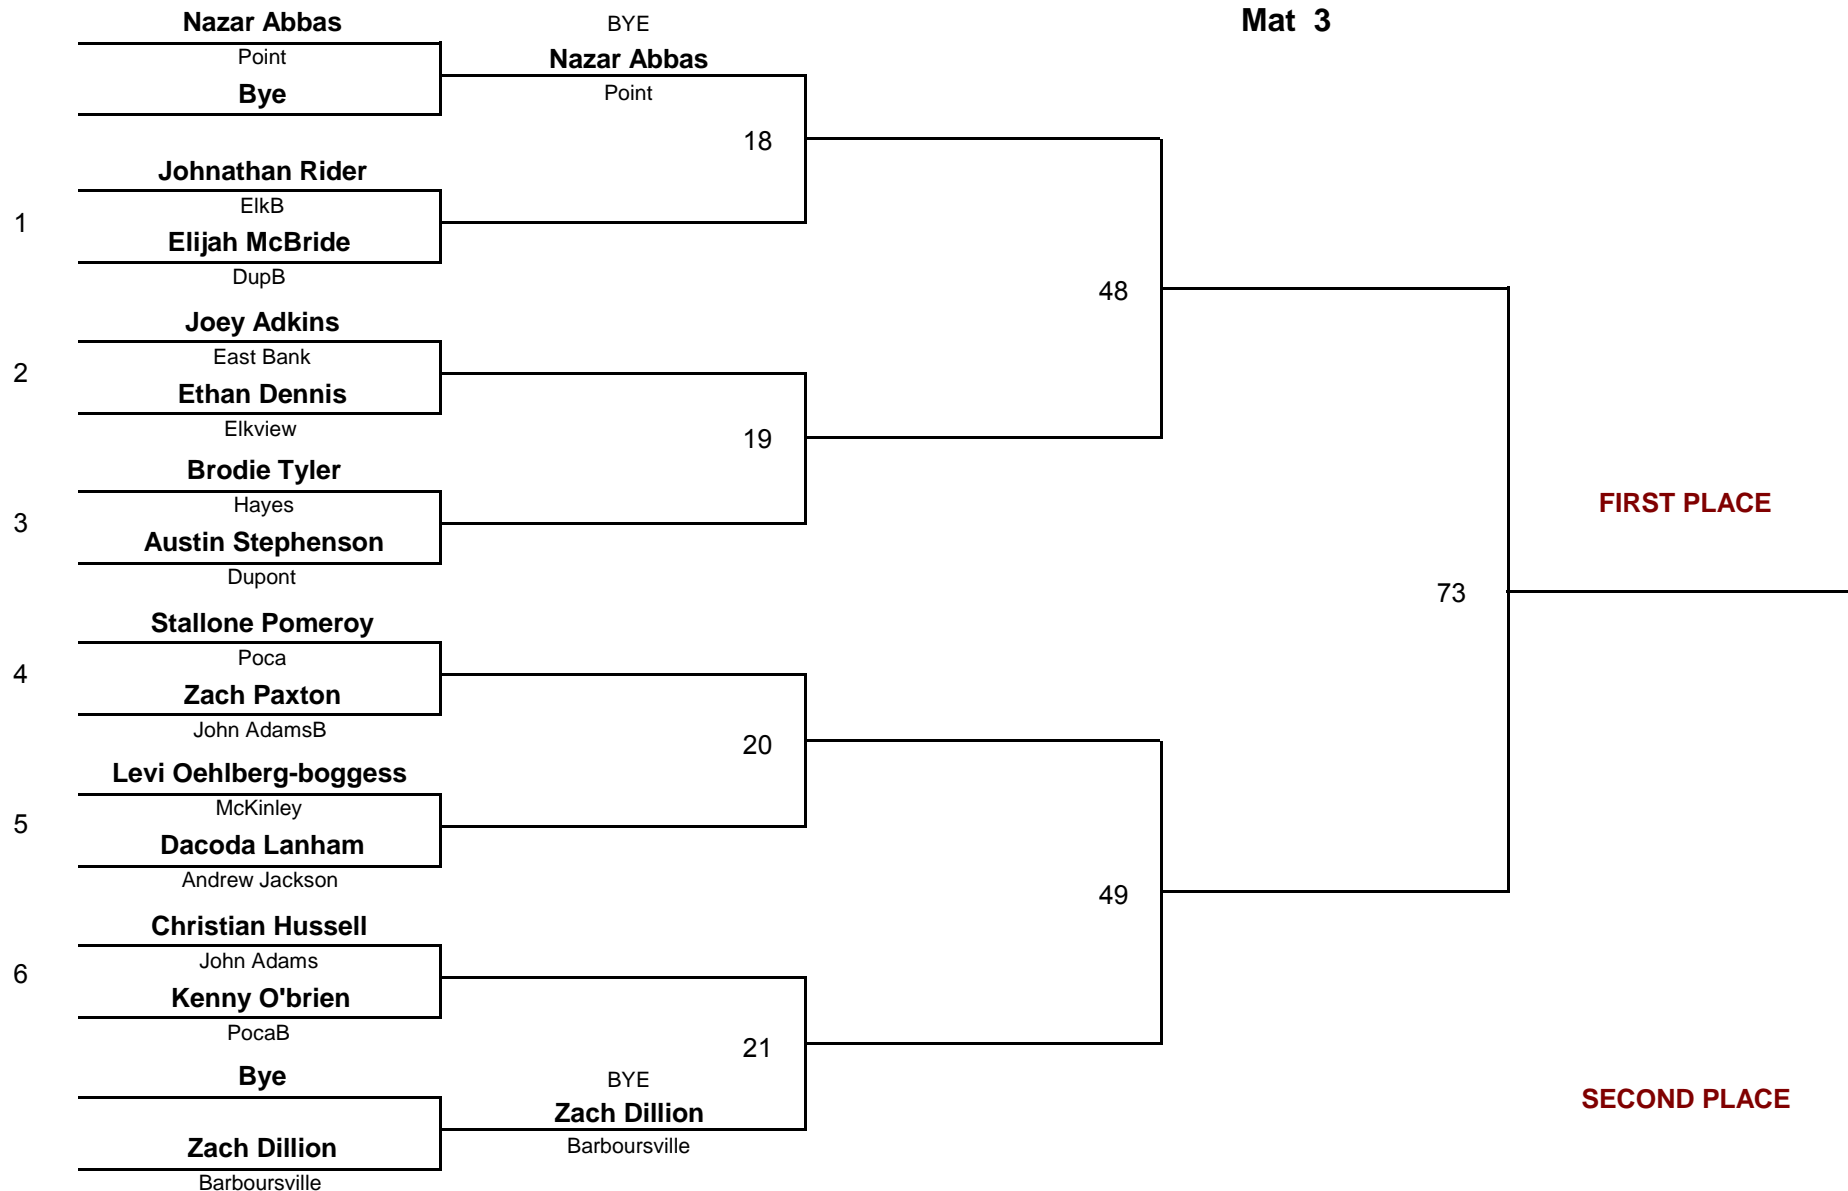 Mat 3
Nazar Abbas
Point
Bye
BYE
Nazar Abbas
Point
18
Johnathan Rider
1
ElkB
Elijah McBride
DupB
48
Joey Adkins
2
East Bank
Ethan Dennis
Elkview
19
Brodie Tyler
3
Hayes
Austin Stephenson
Dupont
FIRST PLACE
73
Stallone Pomeroy
4
Poca
Zach Paxton
John AdamsB
20
Levi Oehlberg-boggess
5
McKinley
Dacoda Lanham
Andrew Jackson
49
Christian Hussell
6
John Adams
Kenny O'brien
PocaB
21
Bye
Zach Dillion
Barboursville
BYE
Zach Dillion
Barboursville
SECOND PLACE